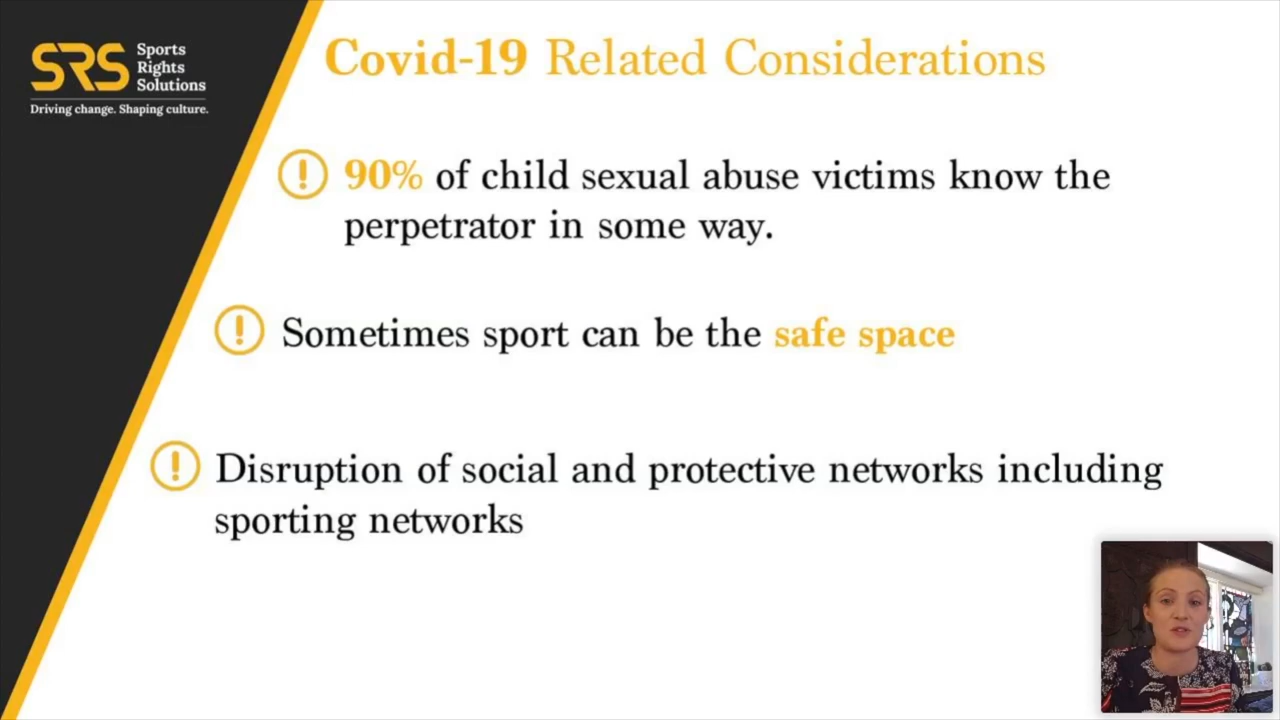 SRS
Sports
Rights
Solutions
Driving change. Shaping culture.
Covid-19 Related Considerations
90% of child sexual abuse victims know the
perpetrator in some way.
Sometimes sport can be the safe space
Disruption of social and protective networks including
sporting networks